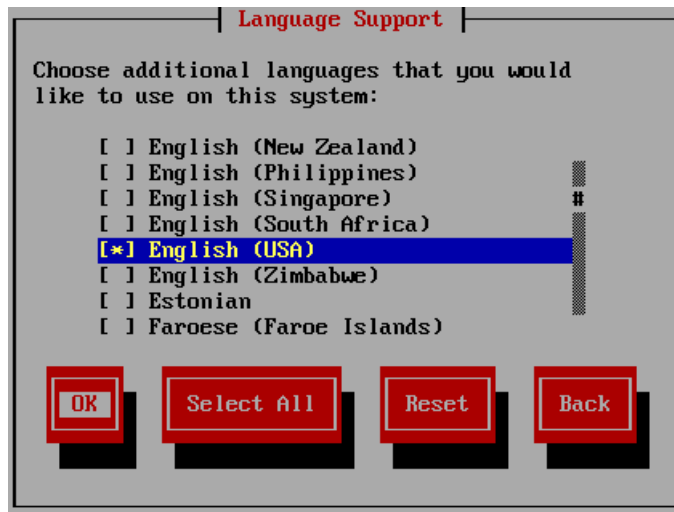 Language Support
Choose additional languages that you would
like to use on this system:
[ ] English (New Zealand)
[ ] English (Philippines)
[ ] English (Singapore)
#
[ ] English (South Africa)
[*] English (USA)
[ ] English (Zimbabwe)
[ ] Estonian
[ ] Faroese (Faroe Islands)
OK Select All Reset Back